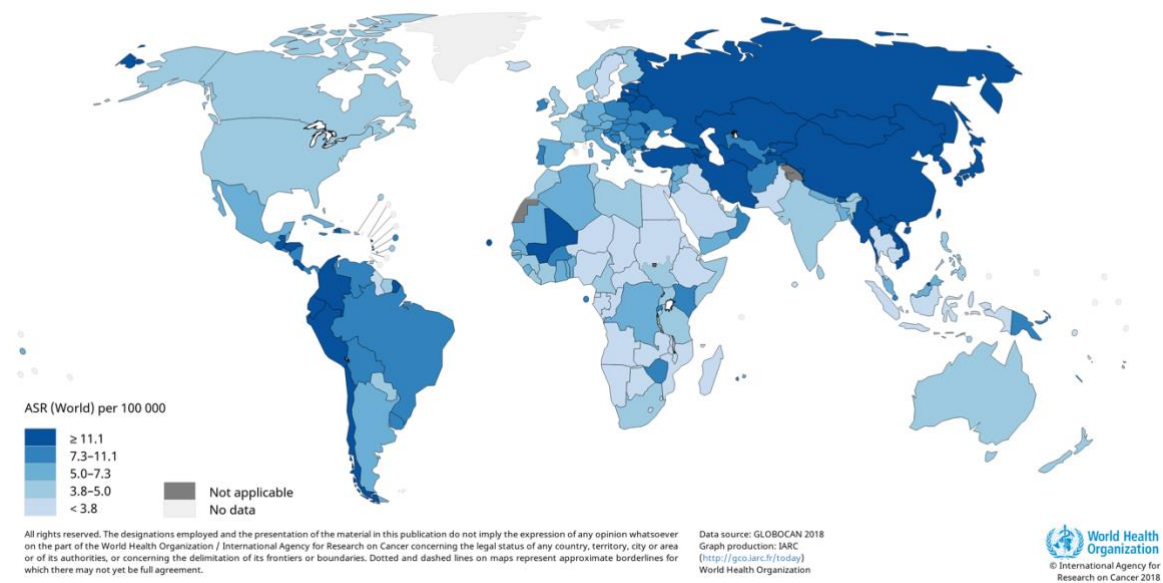 ASR (World) per 100 000
≥ 11.1
7.3–11.1
5.0–7.3
3.8–5.0
< 3.8
Not applicable
No data
All rights reserved. The designations employed and the presentation of the material in this publication do not imply the expression of any opinion whatsoever
on the part of the World Health Organization / International Agency for Research on Cancer concerning the legal status of any country, territory, city or area
or of its authorities, or concerning the delimitation of its frontiers or boundaries. Dotted and dashed lines on maps represent approximate borderlines for
which there may not yet be full agreement.
Data source: GLOBOCAN 2018
Graph production: IARC
(http://gco.iarc.fr/today)
World Health Organization
World Health
Organization
© International Agency for
Research on Cancer 2018